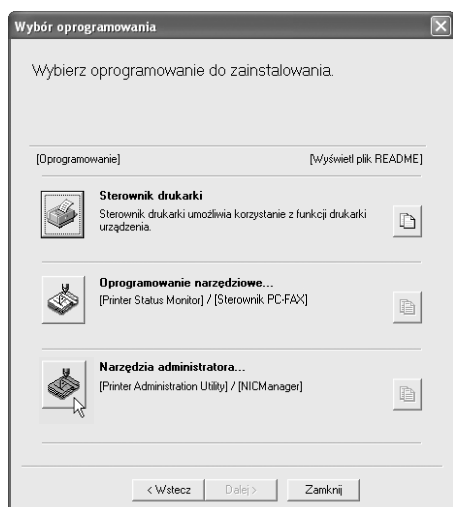 Wybór oprogramowania
Wybierz oprogramowanie do zainstalowania.
[Oprogramowanie] [Wyświetl plik README]
Sterownik drukarki
Sterownik drukarki umożliwia korzystanie z funkcji drukarki
urządzenia.
Oprogramowanie narzędziowe...
[Printer Status Monitor] / [Sterownik PC-FAX]
Narzędzia administratora...
[Printer Administration Utility] / [NICManager]
< Wstecz Dalej > Zamknij